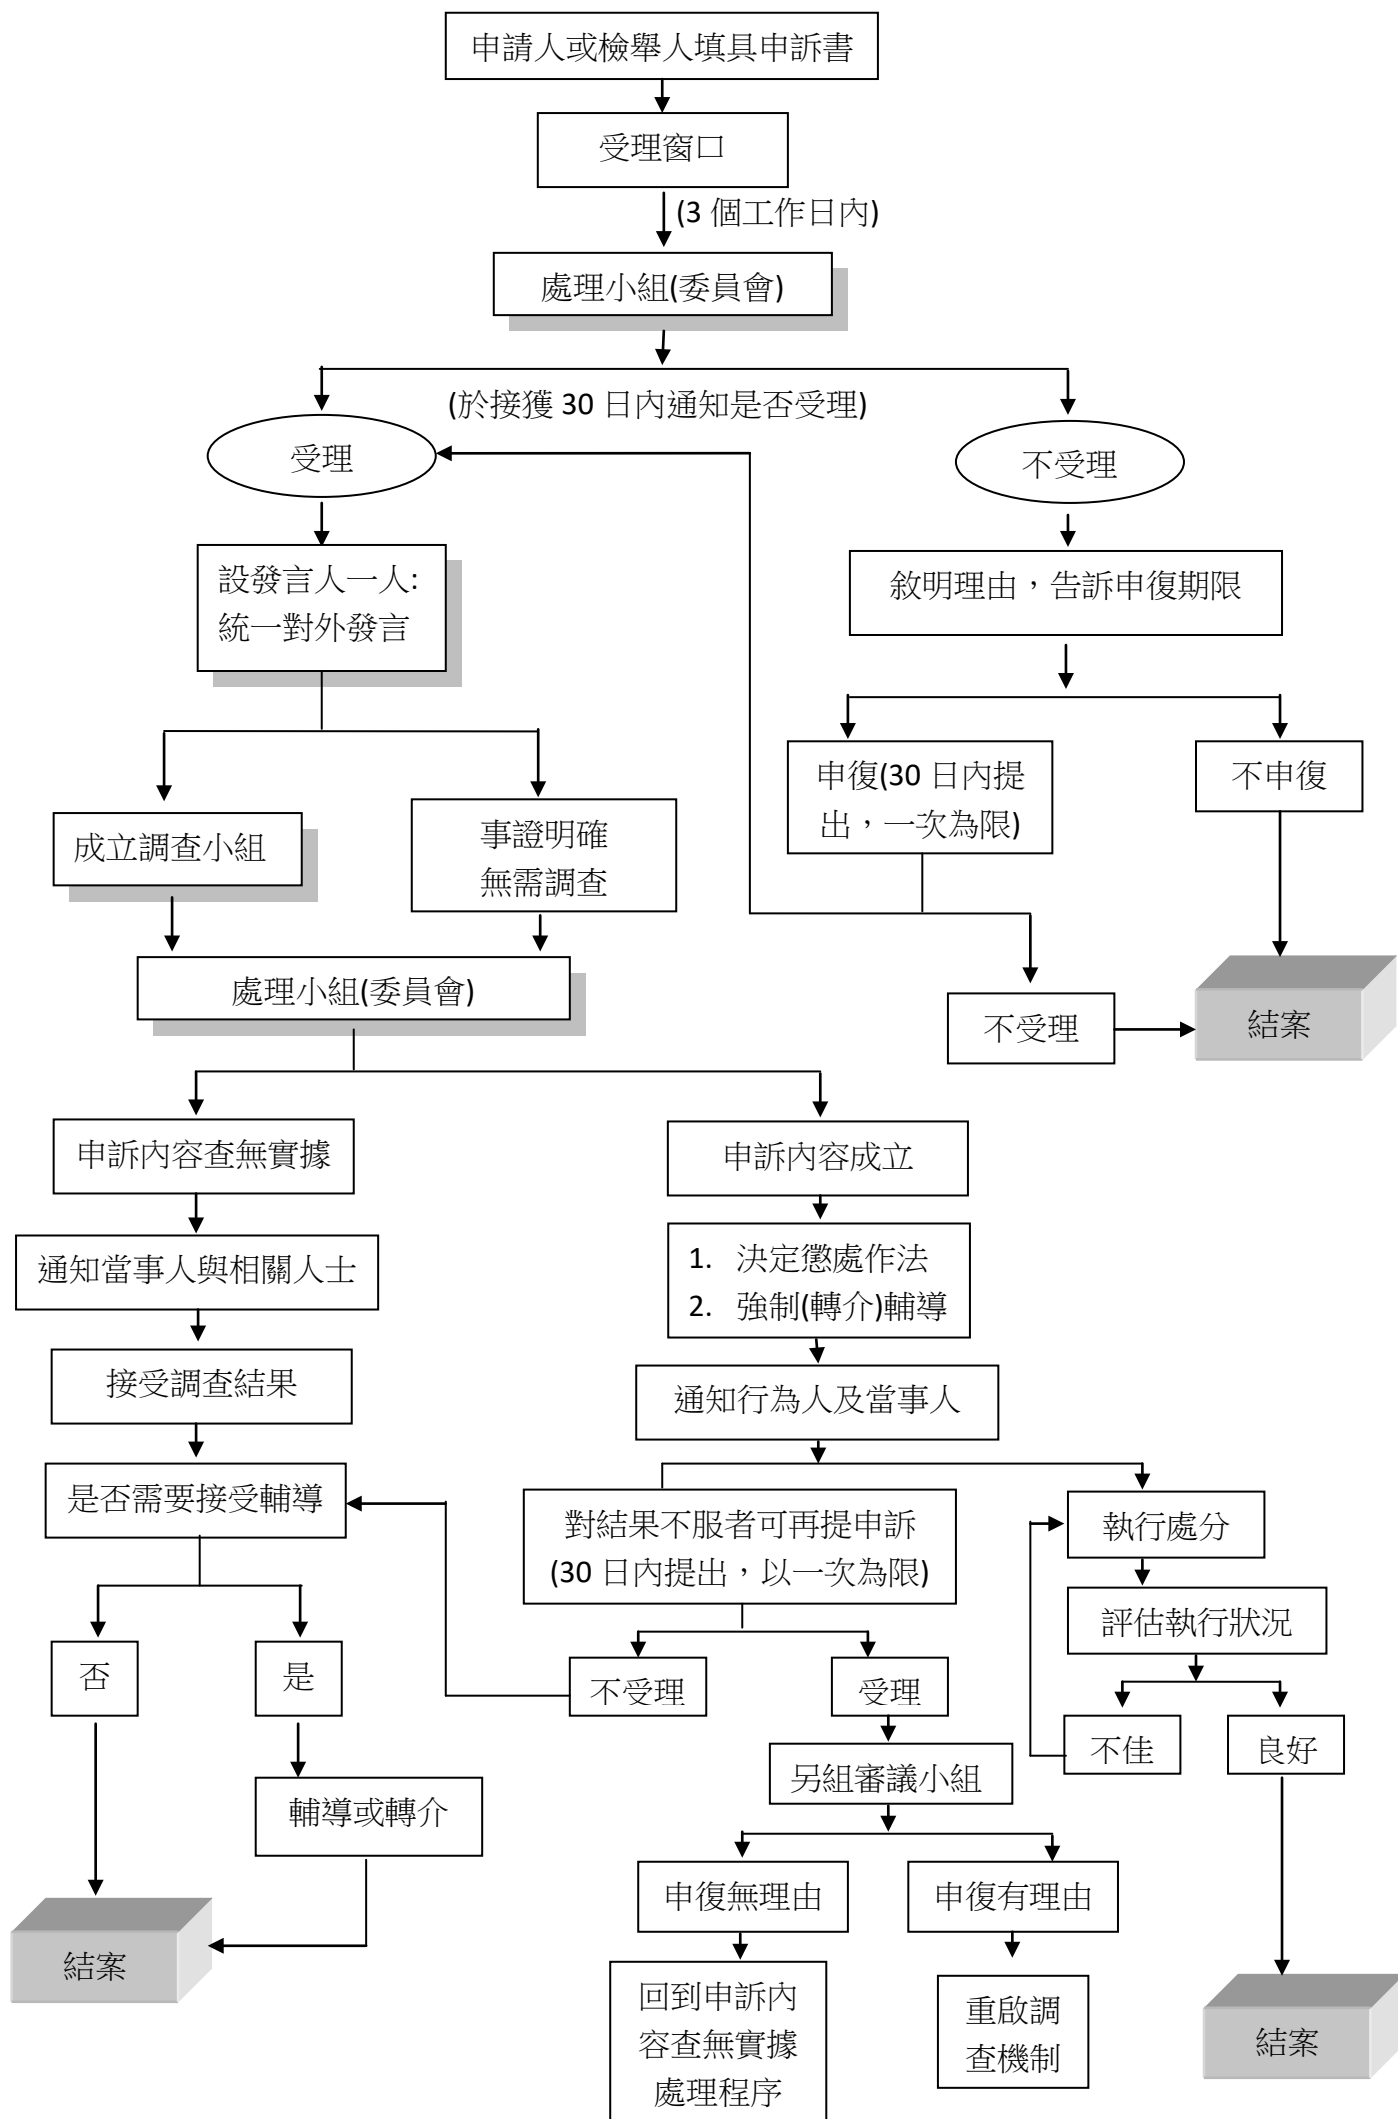 申請人或檢舉人填具申訴書
受理窗口
(3 個工作日內)
處理小組(委員會)
(於接獲 30 日內通知是否受理)
受理
不受理
設發言人一人:
統一對外發言
敘明理由，告訴申復期限
申復(30 日內提
出，一次為限)
不申復
成立調查小組
事證明確
無需調查
處理小組(委員會)
不受理
結案
申訴內容查無實據
申訴內容成立
通知當事人與相關人士
1. 決定懲處作法
2. 強制(轉介)輔導
接受調查結果
通知行為人及當事人
是否需要接受輔導
對結果不服者可再提申訴
(30 日內提出，以一次為限)
執行處分
評估執行狀況
否
是
不受理
受理
不佳
良好
另組審議小組
輔導或轉介
申復無理由
申復有理由
結案
回到申訴內
容查無實據
處理程序
重啟調
查機制
結案